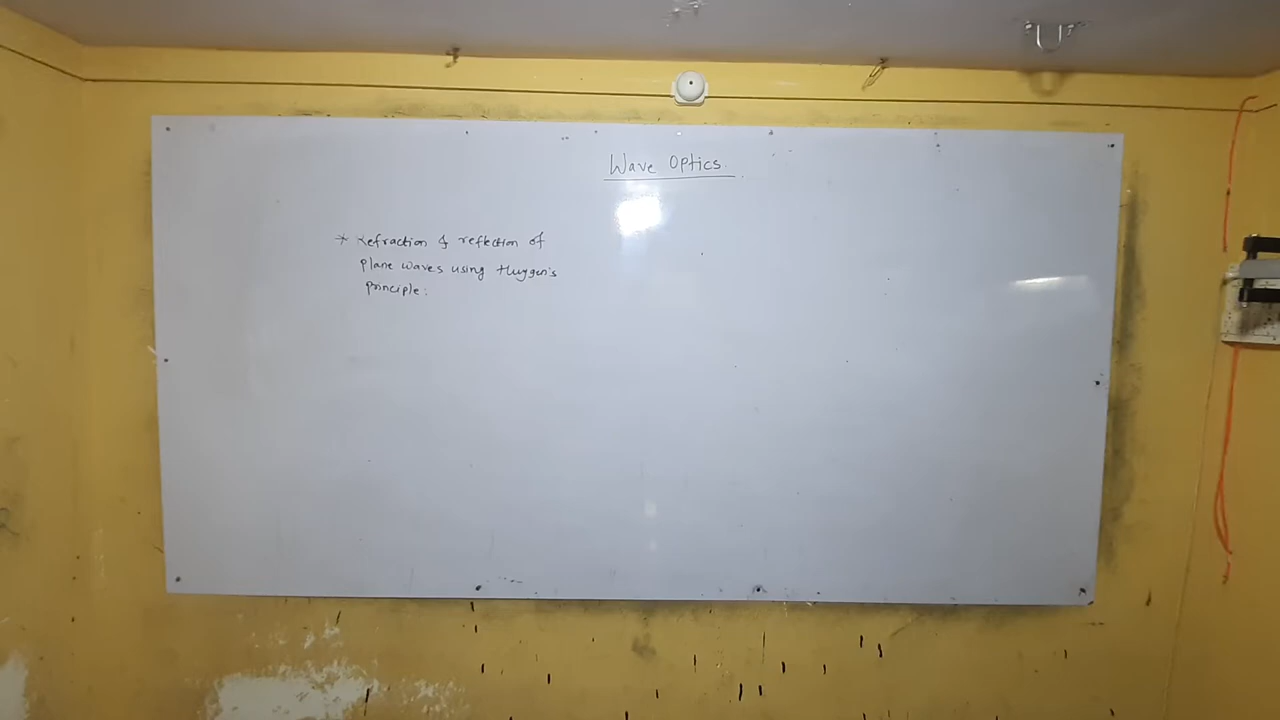 Wave Optics
* Refraction & reflection of
plane waves using Huygen's
principle: